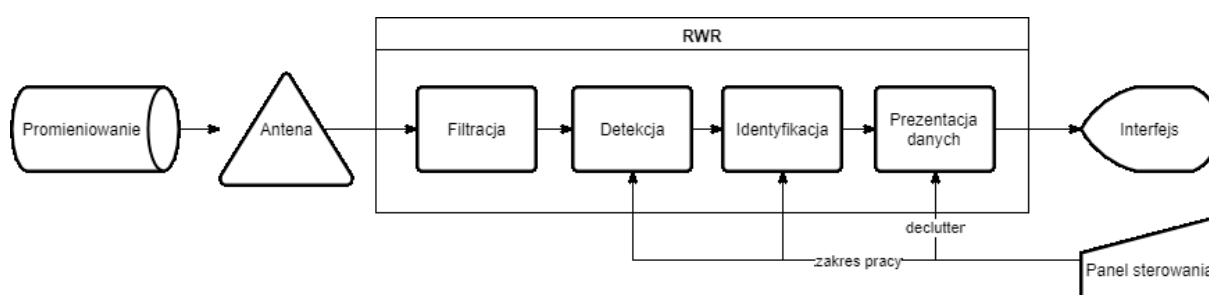 RWR
Promieniowanie
Antena
Filtracja
Detekcja
Identyfikacja
Prezentacja
danych
Interfejs
declutter
zakres pracy
Panel sterowania